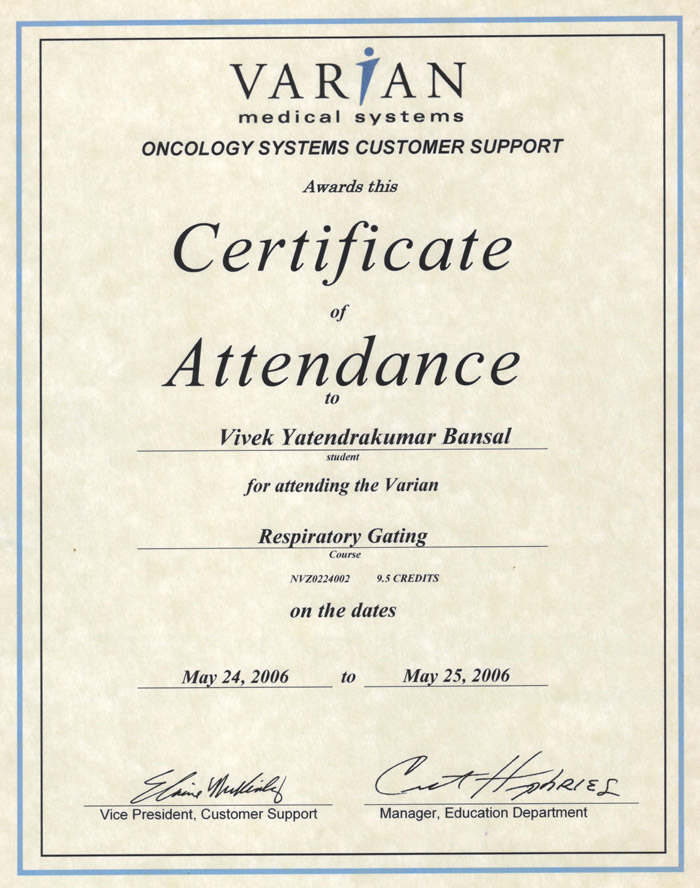 VARIAN
medical systems
ONCOLOGY SYSTEMS CUSTOMER SUPPORT
Awards this
Certificate
of
Attendance
to
Vivek Yatendrakumar Bansal
student
for attending the Varian
Respiratory Gating
Course
NVZ0224002 9.5 CREDITS
on the dates
May 24, 2006 to May 25, 2006
Elaine McKinley
Vice President, Customer Support
Manager, Education Department